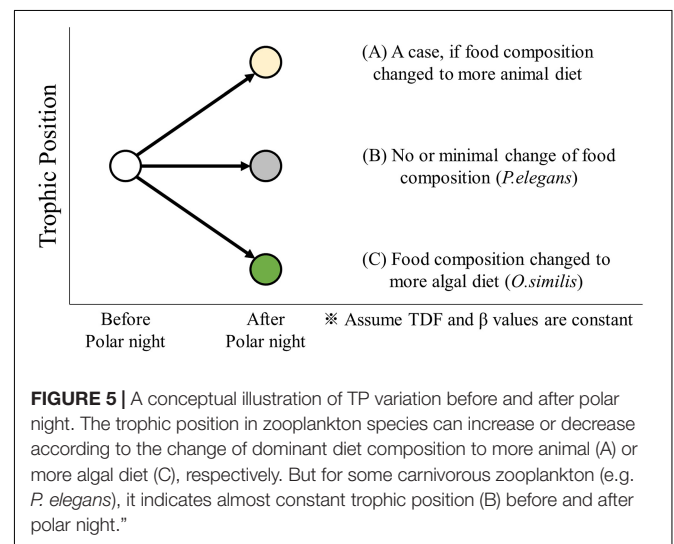 Trophic Position
(A) A case, if food composition
changed to more animal diet
(B) No or minimal change of food
composition (P.elegans)
(C) Food composition changed to
more algal diet (O.similis)
Before
Polar night
After
Polar night
※ Assume TDF and β values are constant
FIGURE 5 | A conceptual illustration of TP variation before and after polar
night. The trophic position in zooplankton species can increase or decrease
according to the change of dominant diet composition to more animal (A) or
more algal diet (C), respectively. But for some carnivorous zooplankton (e.g.
P. elegans), it indicates almost constant trophic position (B) before and after
polar night.”